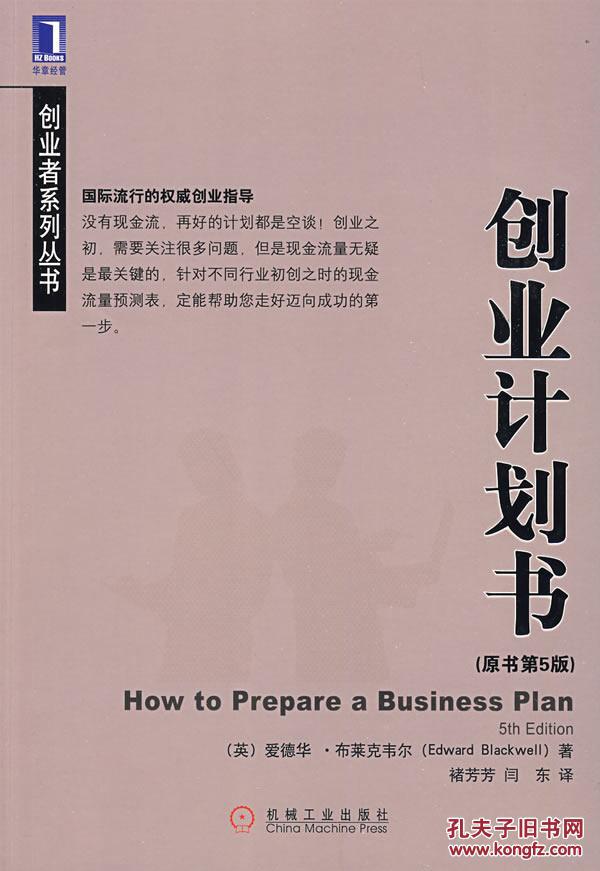 HZ BOOKS
华章经管
创业者系列丛书
国际流行的权威创业指导
没有现金流，再好的计划都是空谈！创业之
初，需要关注很多问题，但是现金流量无疑
是最关键的，针对不同行业初创之时的现金
流量预测表，定能帮助您走好迈向成功的第
一步。
创业计划书
(原书第5版)
How to Prepare a Business Plan
5th Edition
（英）爱德华·布莱克韦尔（Edward Blackwell）著
褚芳芳 闫 东 译
机械工业出版社
China Machine Press
孔夫子旧书网
www.kongfz.com